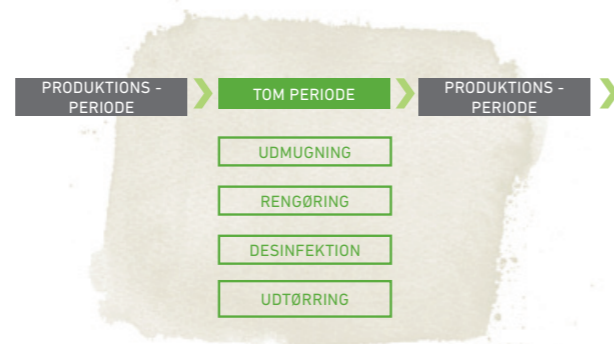 PRODUKTIONS -
PERIODE
TOM PERIODE
PRODUKTIONS -
PERIODE
UDMUGNING
RENGØRING
DESINFEKTION
UDTØRRING